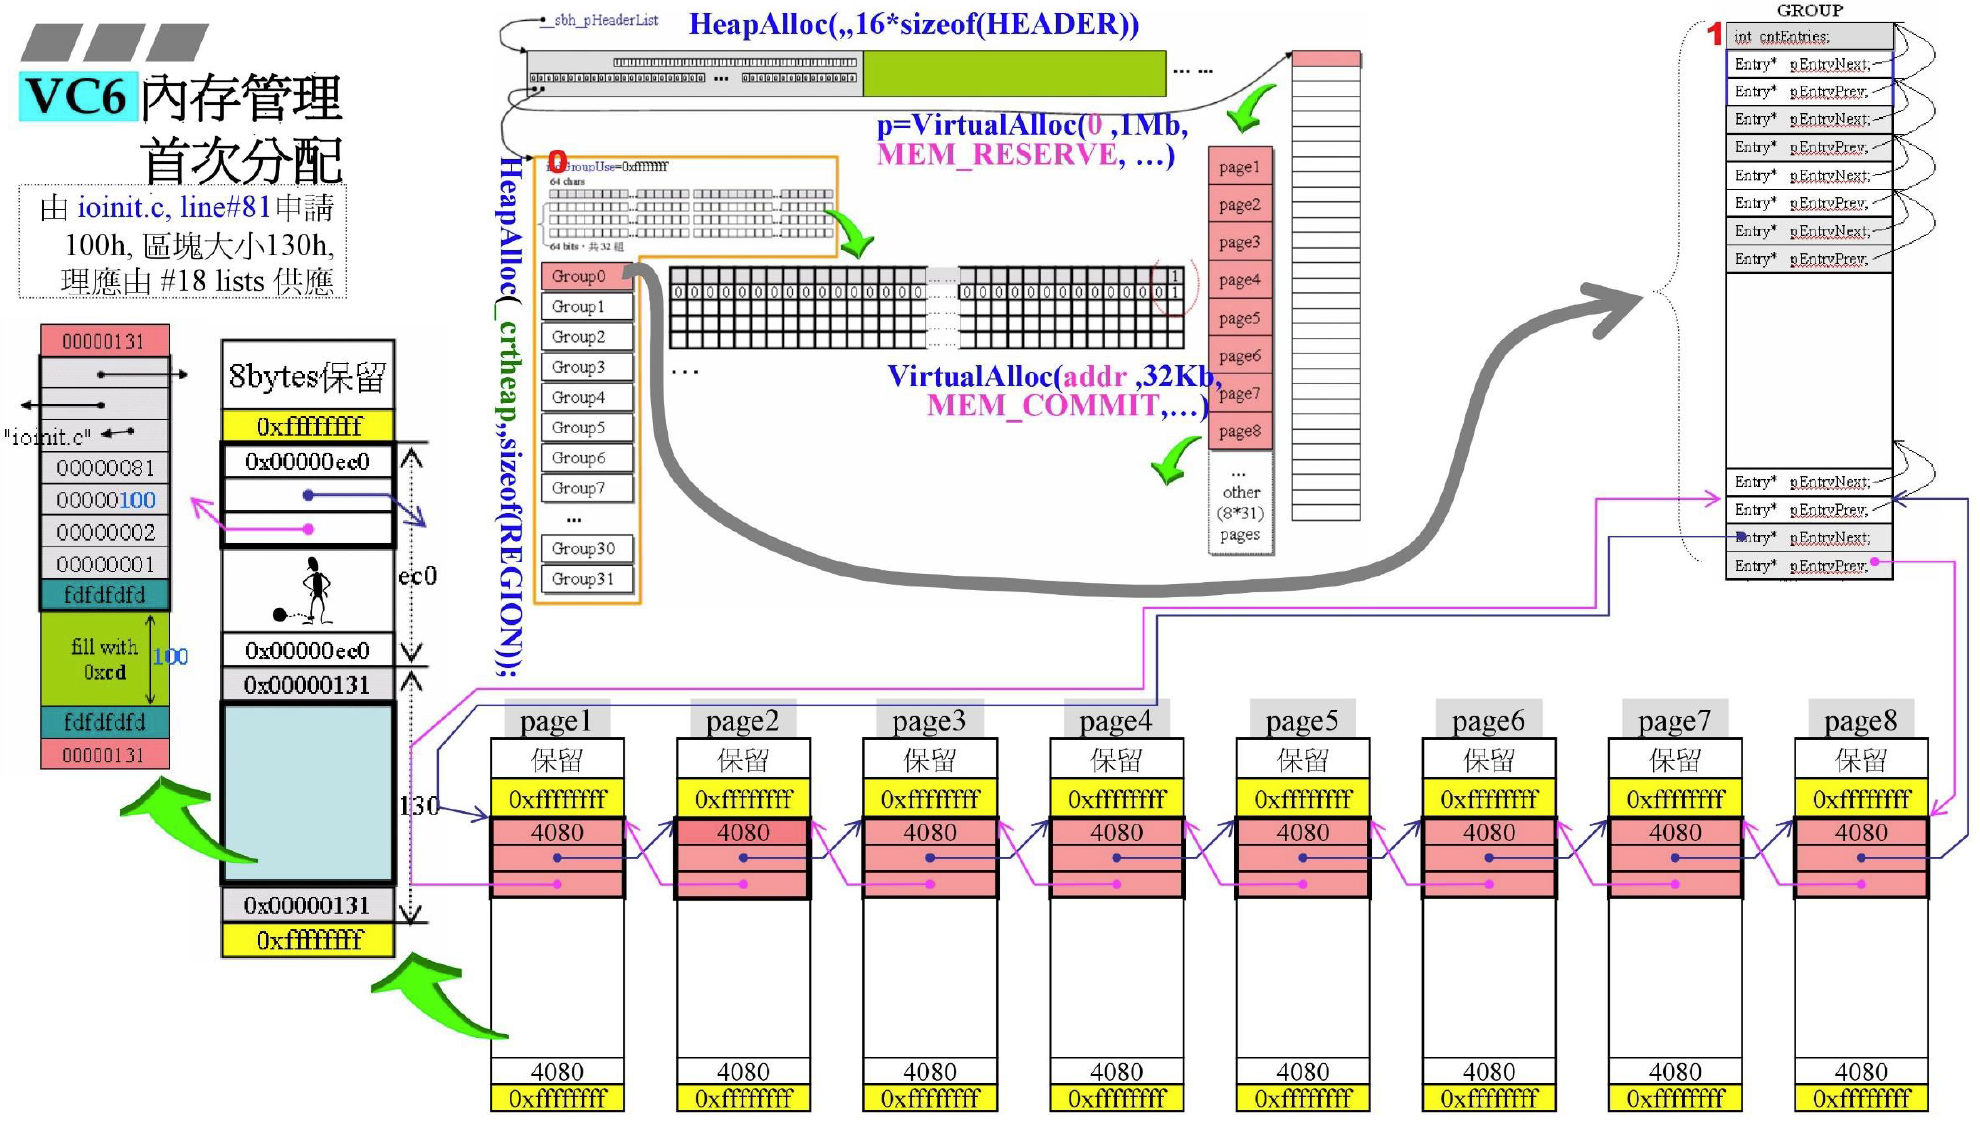 VC6 內存管理
首次分配
由 ioinit.c, line#81申請
100h, 區塊大小130h,
理應由 #18 lists 供應
__sbh_pHeaderList
HeapAlloc(,,16*sizeof(HEADER))
... ...
p=VirtualAlloc(0 ,1Mb,
MEM_RESERVE, …)
HeapAlloc(_crtheap,,sizeof(REGION));
0
GroupUse=0xffffffff
64 chars
64 bits，共 32 組
Group0
Group1
Group2
Group3
Group4
Group5
Group6
Group7
...
Group30
Group31
1
0 0 0 0 0 0 0 0 0 0 0 0 0 0 0 0 0 0 0 0 0 0 0 0 0 0 0 0 0 1
...
VirtualAlloc(addr ,32Kb,
MEM_COMMIT,…)
page1
page2
page3
page4
page5
page6
page7
page8
...
other
(8*31)
pages
GROUP
1
int cntEntries;
Entry* pEntryNext;
Entry* pEntryPrev;
Entry* pEntryNext;
Entry* pEntryPrev;
Entry* pEntryNext;
Entry* pEntryPrev;
Entry* pEntryNext;
Entry* pEntryPrev;
Entry* pEntryNext;
Entry* pEntryPrev;
Entry* pEntryNext;
Entry* pEntryPrev;
00000131
"ioinit.c"
00000081
00000100
00000002
00000001
fdfdfdfd
fill with
0xcd
100
fdfdfdfd
00000131
8bytes保留
0xffffffff
0x00000ec0
ec0
0x00000ec0
0x00000131
130
0x00000131
0xffffffff
page1 page2 page3 page4 page5 page6 page7 page8
保留 保留 保留 保留 保留 保留 保留 保留
0xffffffff 0xffffffff 0xffffffff 0xffffffff 0xffffffff 0xffffffff 0xffffffff 0xffffffff
4080 4080 4080 4080 4080 4080 4080 4080
4080 4080 4080 4080 4080 4080 4080 4080
0xffffffff 0xffffffff 0xffffffff 0xffffffff 0xffffffff 0xffffffff 0xffffffff 0xffffffff